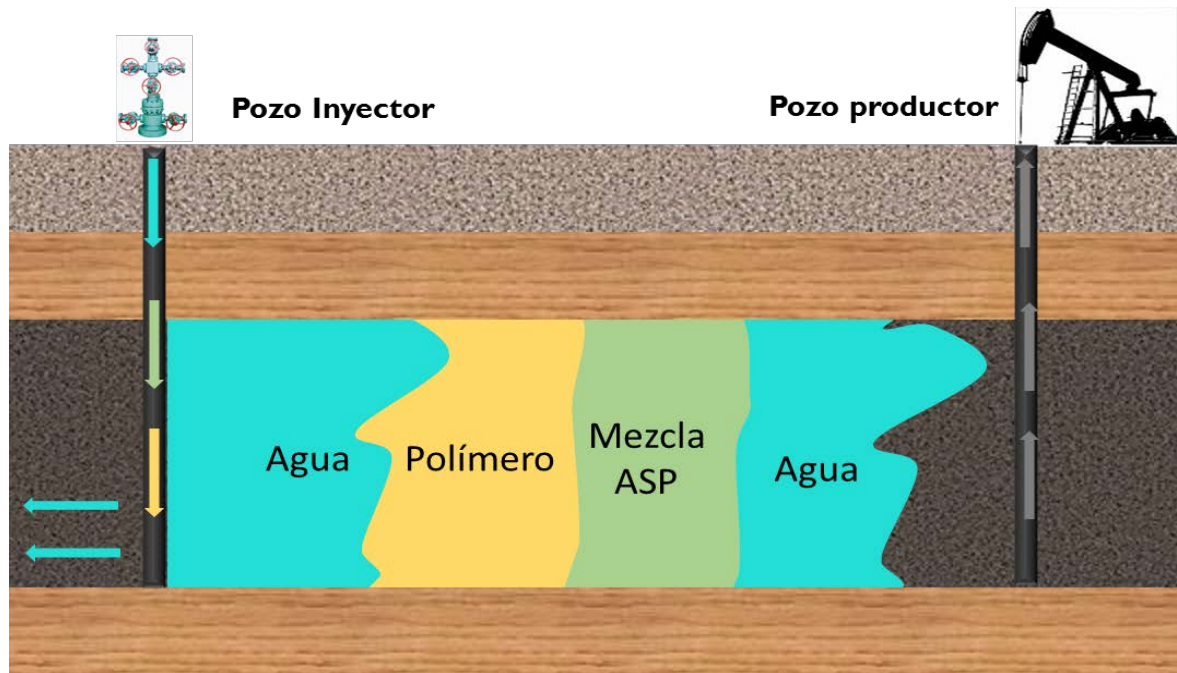 Pozo Inyector
Pozo productor
Agua
Polímero
Mezcla
ASP
Agua